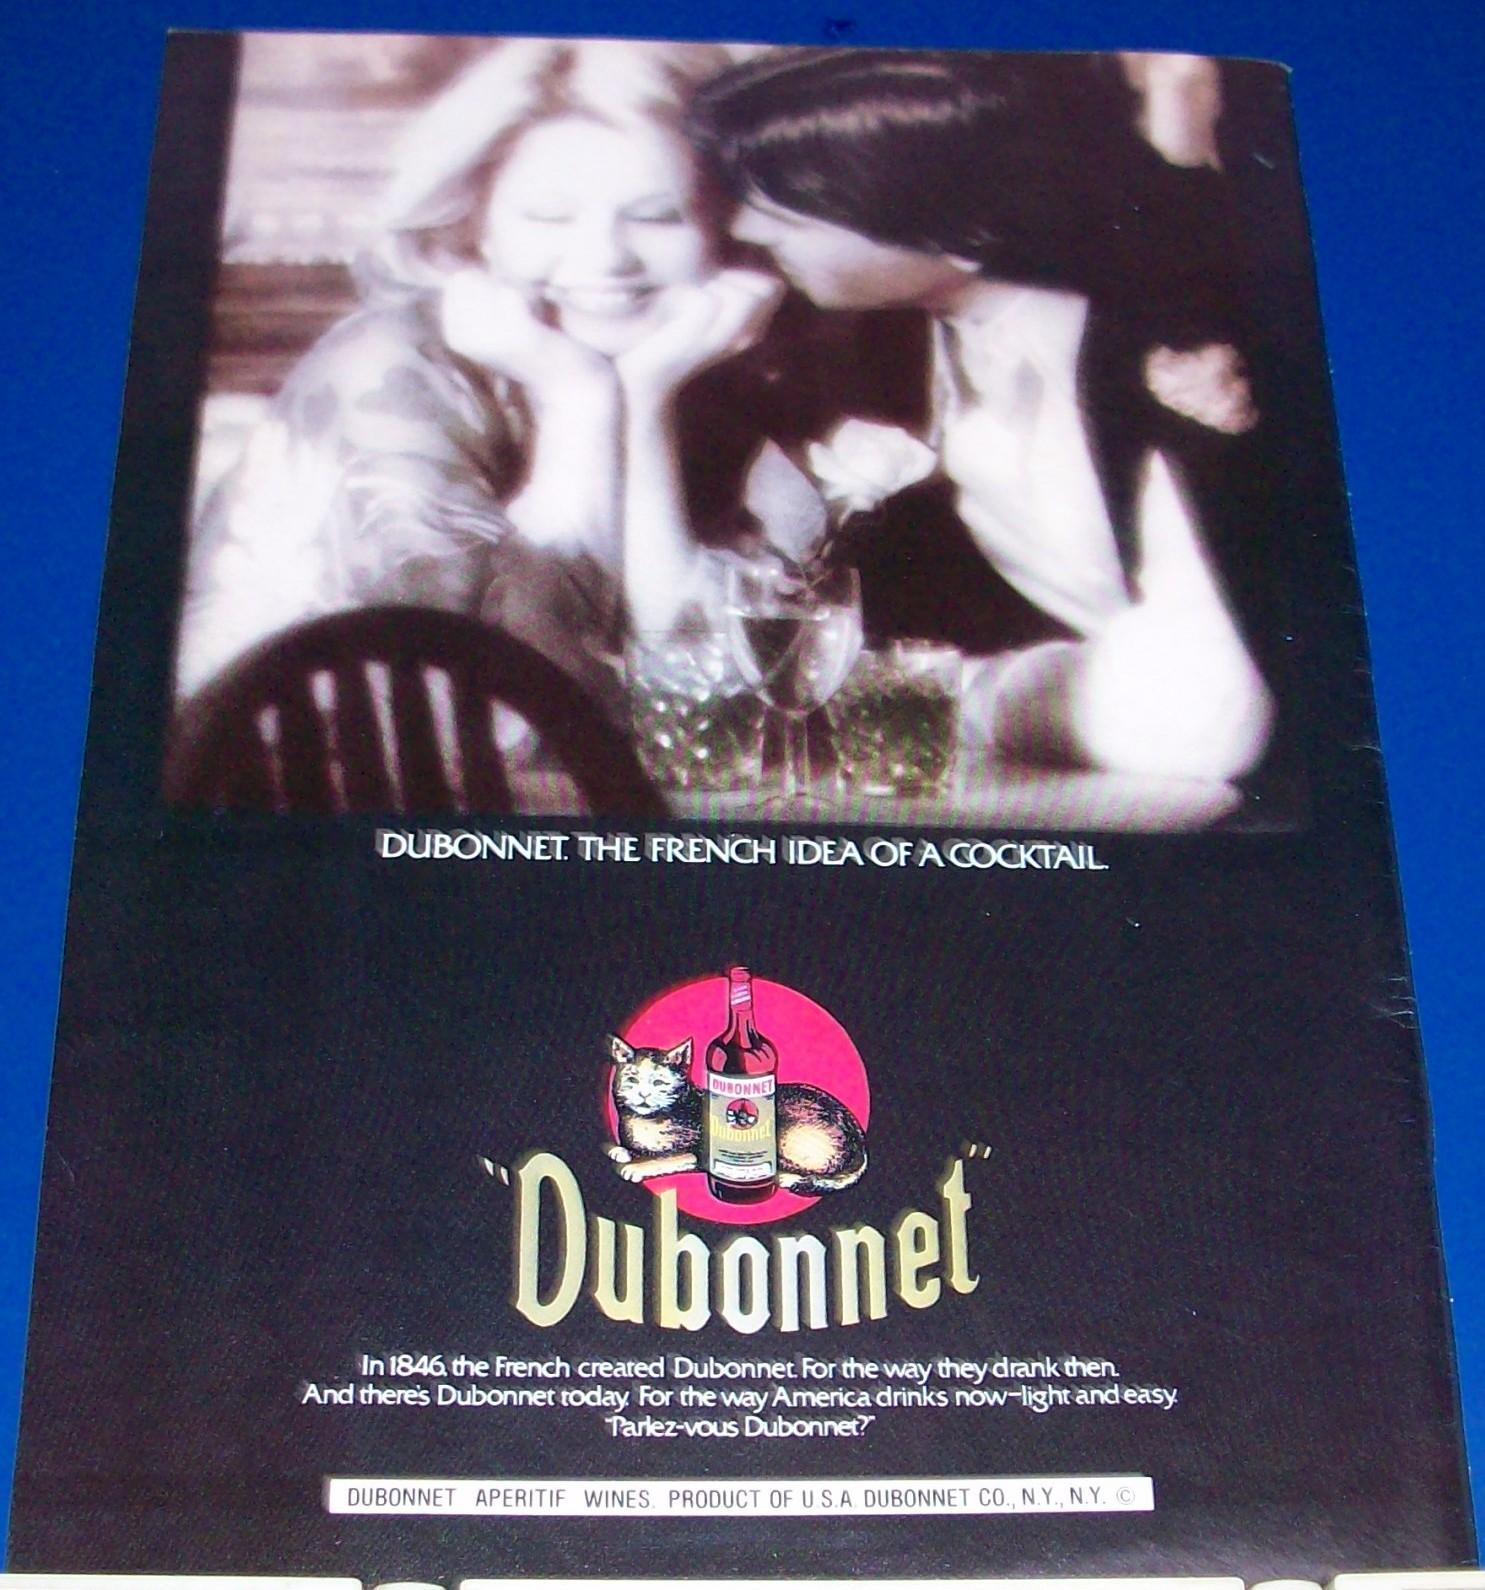 DUBONNET. THE FRENCH IDEA OF A COCKTAIL.
DUBONNET
Dubonnet
"Dubonnet"
In 1846, the French created Dubonnet. For the way they drank then.
And there's Dubonnet today. For the way America drinks now—light and easy.
"Parlez-vous Dubonnet?"
DUBONNET APERITIF WINES. PRODUCT OF U.S.A. DUBONNET CO., N.Y., N.Y. ©